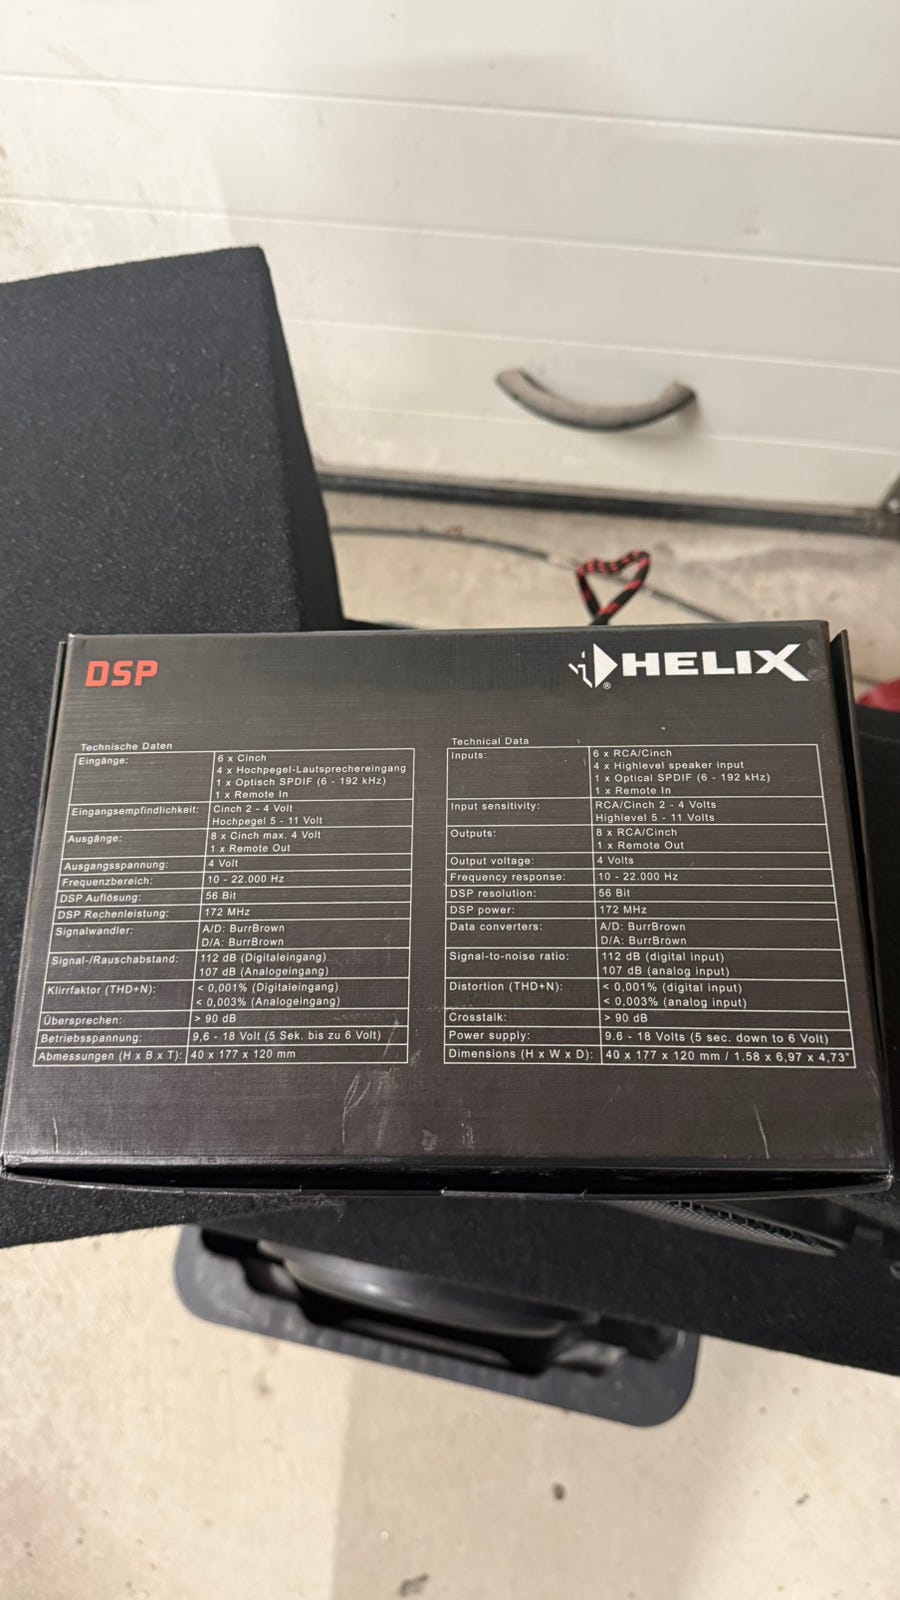 DSP
HELIX
®
Technische Daten
Eingänge: 6 x Cinch
4 x Hochpegel-Lautsprechereingang
1 x Optisch SPDIF (6 - 192 kHz)
1 x Remote In
Eingangsempfindlichkeit: Cinch 2 - 4 Volt
Hochpegel 5 - 11 Volt
Ausgänge: 8 x Cinch max. 4 Volt
1 x Remote Out
Ausgangsspannung: 4 Volt
Frequenzbereich: 10 - 22.000 Hz
DSP Auflösung: 56 Bit
DSP Rechenleistung: 172 MHz
Signalwandler: A/D: BurrBrown
D/A: BurrBrown
Signal-/Rauschabstand: 112 dB (Digitaleingang)
107 dB (Analogeingang)
Klirrfaktor (THD+N): < 0,001% (Digitaleingang)
< 0,003% (Analogeingang)
Übersprechen: > 90 dB
Betriebsspannung: 9,6 - 18 Volt (5 Sek. bis zu 6 Volt)
Abmessungen (H x B x T): 40 x 177 x 120 mm
Technical Data
Inputs: 6 x RCA/Cinch
4 x Highlevel speaker input
1 x Optical SPDIF (6 - 192 kHz)
1 x Remote In
Input sensitivity: RCA/Cinch 2 - 4 Volts
Highlevel 5 - 11 Volts
Outputs: 8 x RCA/Cinch
1 x Remote Out
Output voltage: 4 Volts
Frequency response: 10 - 22.000 Hz
DSP resolution: 56 Bit
DSP power: 172 MHz
Data converters: A/D: BurrBrown
D/A: BurrBrown
Signal-to-noise ratio: 112 dB (digital input)
107 dB (analog input)
Distortion (THD+N): < 0,001% (digital input)
< 0,003% (analog input)
Crosstalk: > 90 dB
Power supply: 9.6 - 18 Volts (5 sec. down to 6 Volt)
Dimensions (H x W x D): 40 x 177 x 120 mm / 1.58 x 6,97 x 4,73"